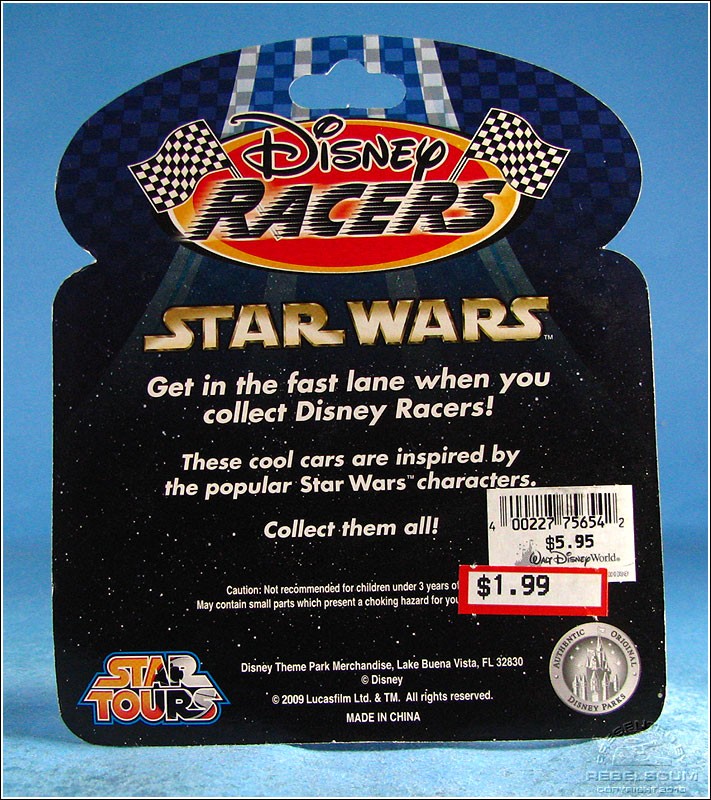 Disney
RACERS
STAR WARS™
Get in the fast lane when you
collect Disney Racers!
These cool cars are inspired by
the popular Star Wars™ characters.
Collect them all!
4 00227 75654 2
$5.95
Walt Disney World®
$1.99
Caution: Not recommended for children under 3 years of
May contain small parts which present a choking hazard for
STAR
TOURS
Disney Theme Park Merchandise, Lake Buena Vista, FL 32830
© Disney
© 2009 Lucasfilm Ltd. & TM. All rights reserved.
MADE IN CHINA
AUTHENTIC ORIGINAL
DISNEY PARKS
REBELSCUM
COPYRIGHT 2010